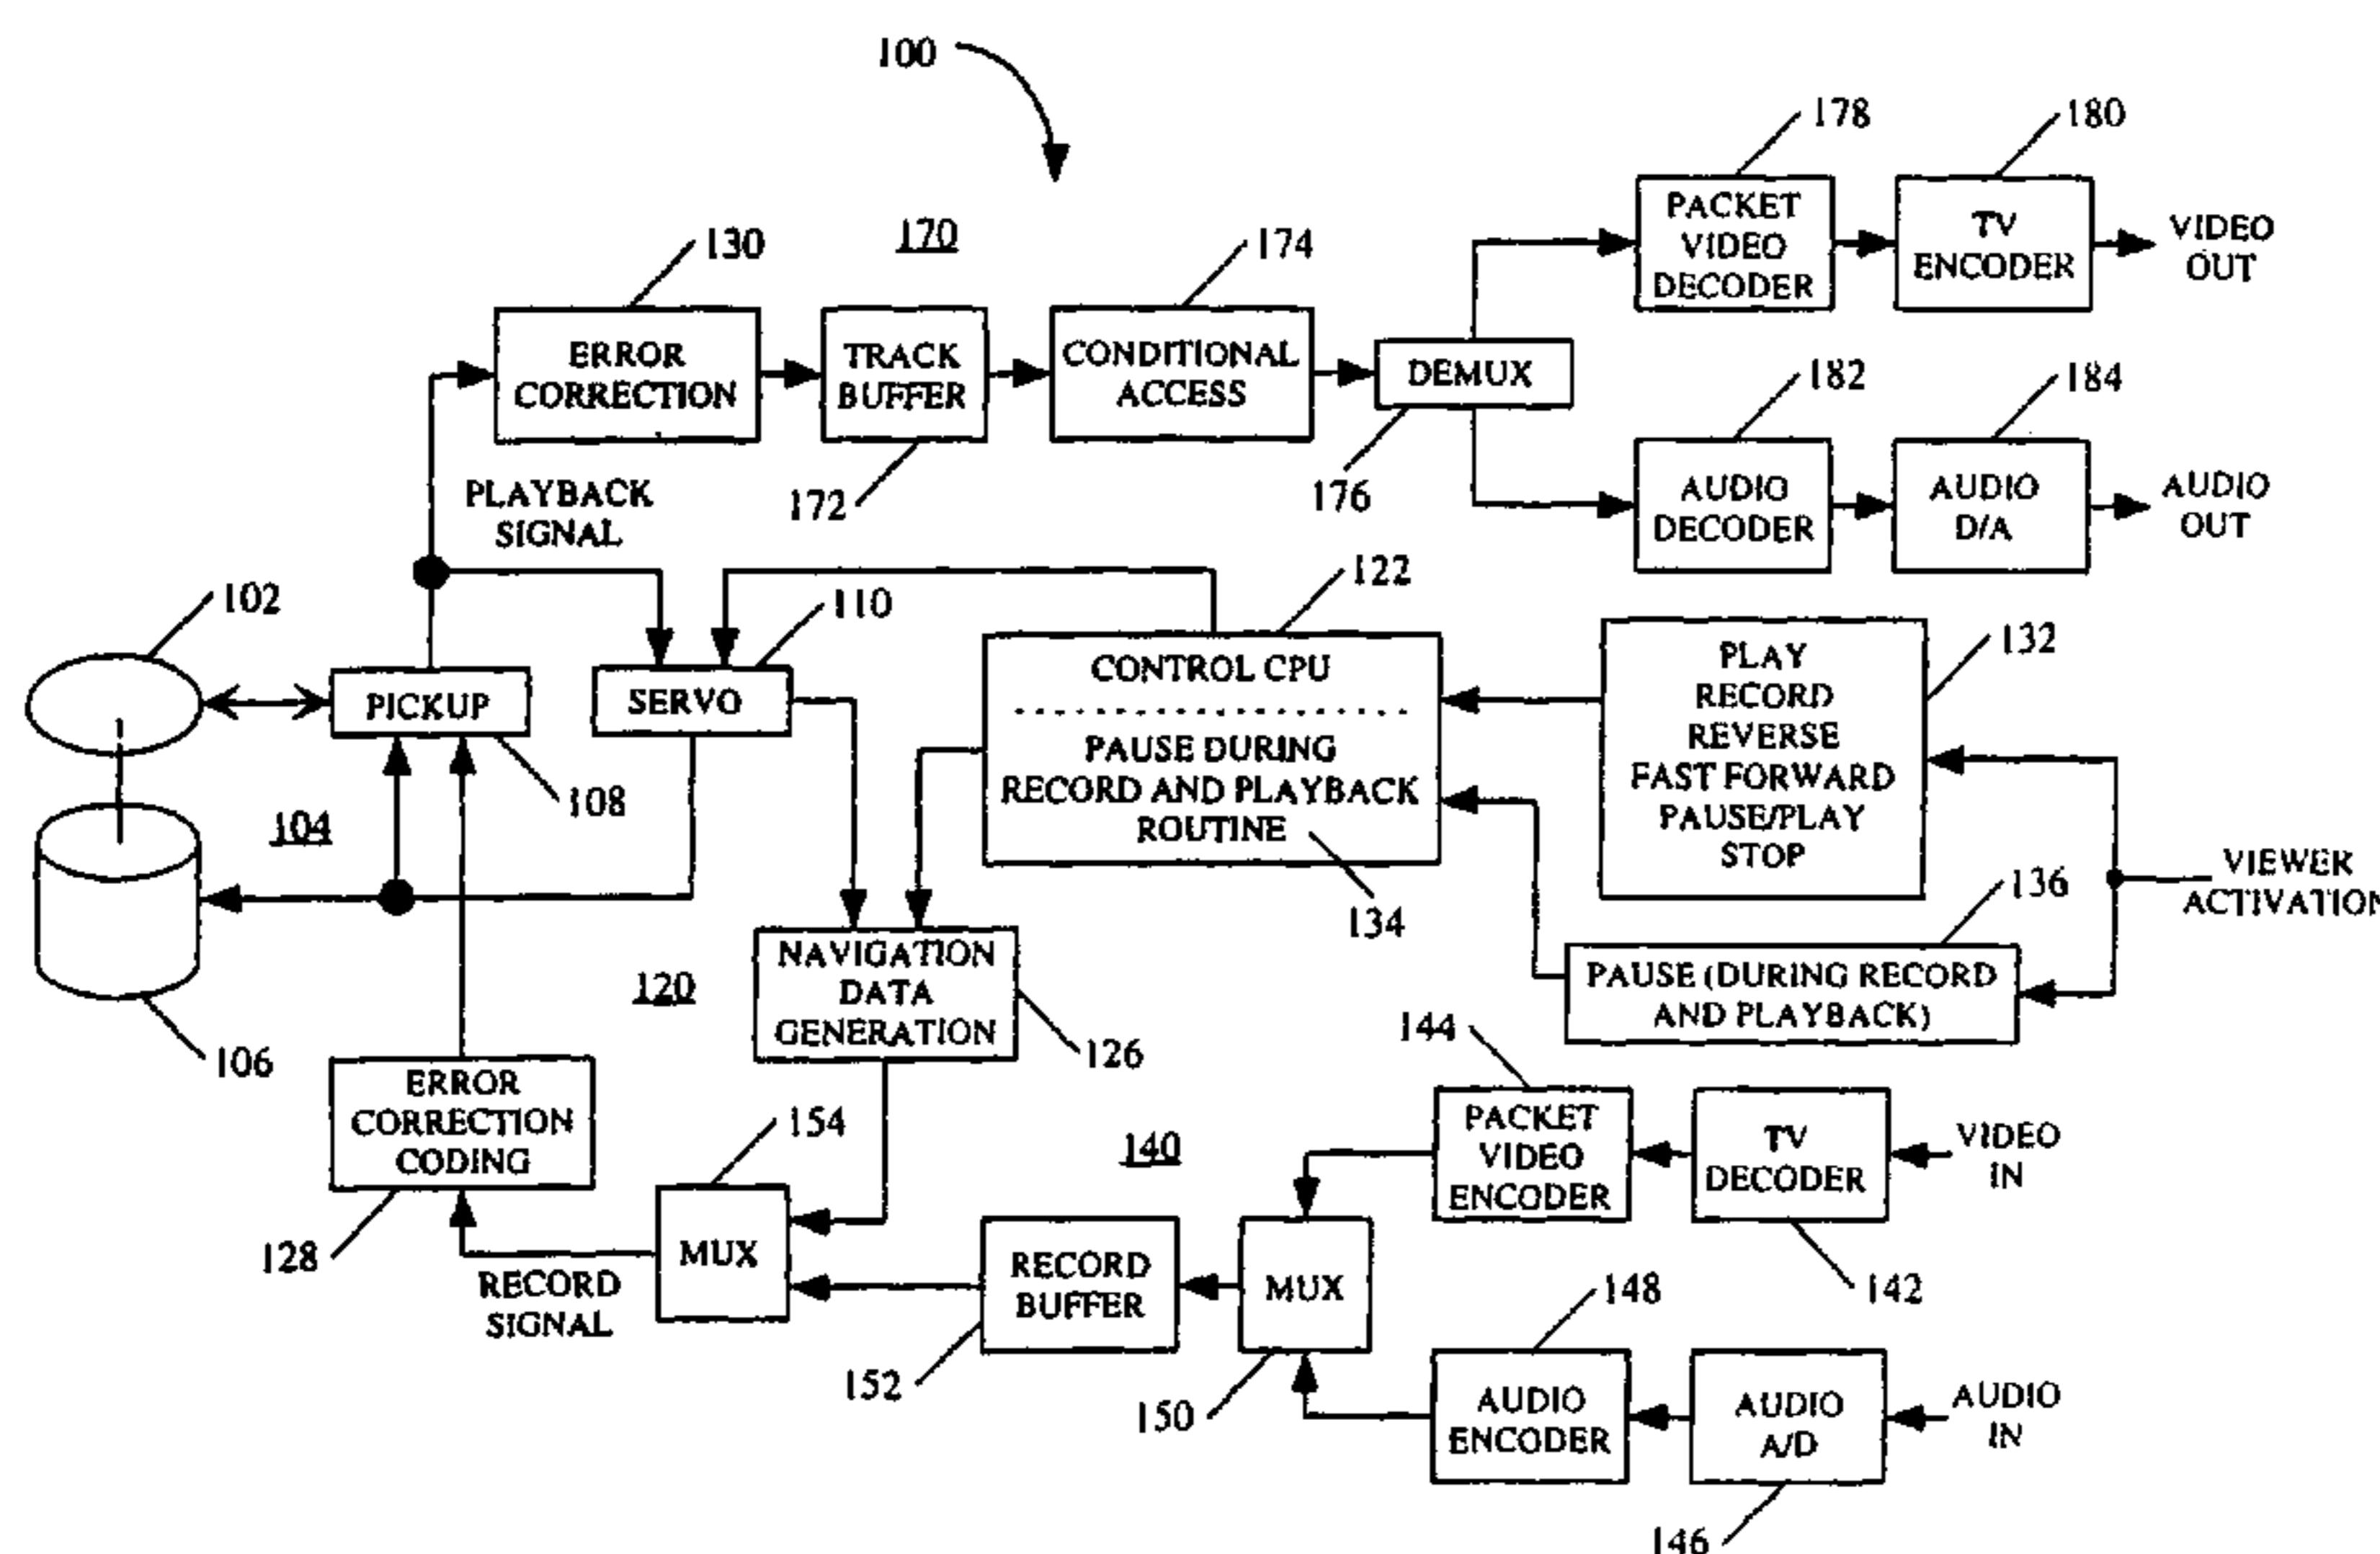 100
178
180
PACKET
VIDEO
DECODER
TV
ENCODER
VIDEO
OUT
130
170
174
ERROR
CORRECTION
TRACK
BUFFER
CONDITIONAL
ACCESS
DEMUX
182
184
172
176
AUDIO
DECODER
AUDIO
D/A
AUDIO
OUT
PLAYBACK
SIGNAL
102
110
122
132
PICKUP
SERVO
CONTROL CPU
PAUSE DURING
RECORD AND PLAYBACK
ROUTINE
PLAY
RECORD
REVERSE
FAST FORWARD
PAUSE/PLAY
STOP
104
108
134
136
VIEWER
ACTIVATION
106
120
NAVIGATION
DATA
GENERATION
126
PAUSE (DURING RECORD
AND PLAYBACK)
144
ERROR
CORRECTION
CODING
154
140
PACKET
VIDEO
ENCODER
TV
DECODER
VIDEO
IN
128
RECORD
SIGNAL
MUX
RECORD
BUFFER
MUX
148
142
152
150
AUDIO
ENCODER
AUDIO
A/D
AUDIO
IN
146